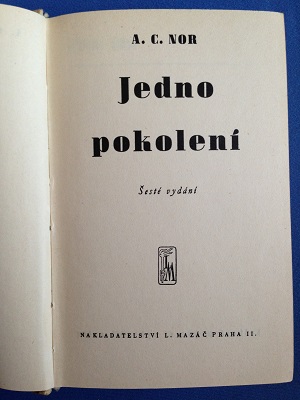 A. C. NOR
Jedno
pokolení
Šesté vydání
NAKLADATELSTVÍ L. MAZÁČ PRAHA II.